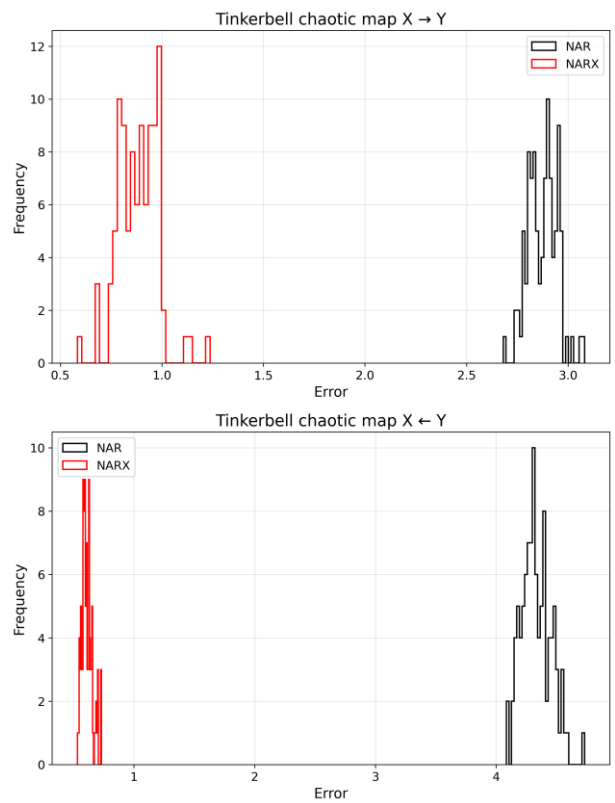 Tinkerbell chaotic map X → Y
12
10
8
6
4
2
0
Frequency
NAR
NARX
0.5 1.0 1.5 2.0 2.5 3.0
Error
Tinkerbell chaotic map X ← Y
10
8
6
4
2
0
Frequency
NAR
NARX
1 2 3 4
Error